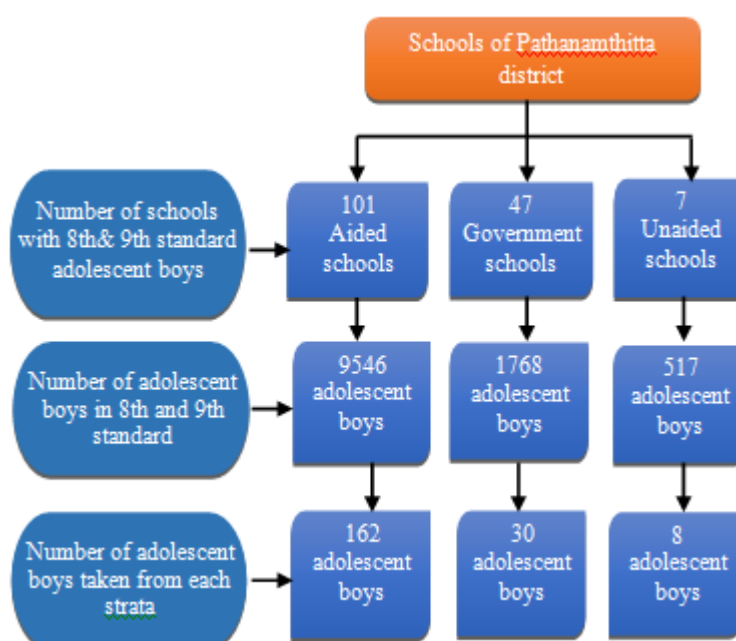 Schools of Pathanamthitta
district
Number of schools
with 8th& 9th standard
adolescent boys
101
Aided
schools
47
Government
schools
7
Unaided
schools
Number of adolescent
boys in 8th and 9th
standard
9546
adolescent
boys
1768
adolescent
boys
517
adolescent
boys
Number of adolescent
boys taken from each
strata
162
adolescent
boys
30
adolescent
boys
8
adolescent
boys